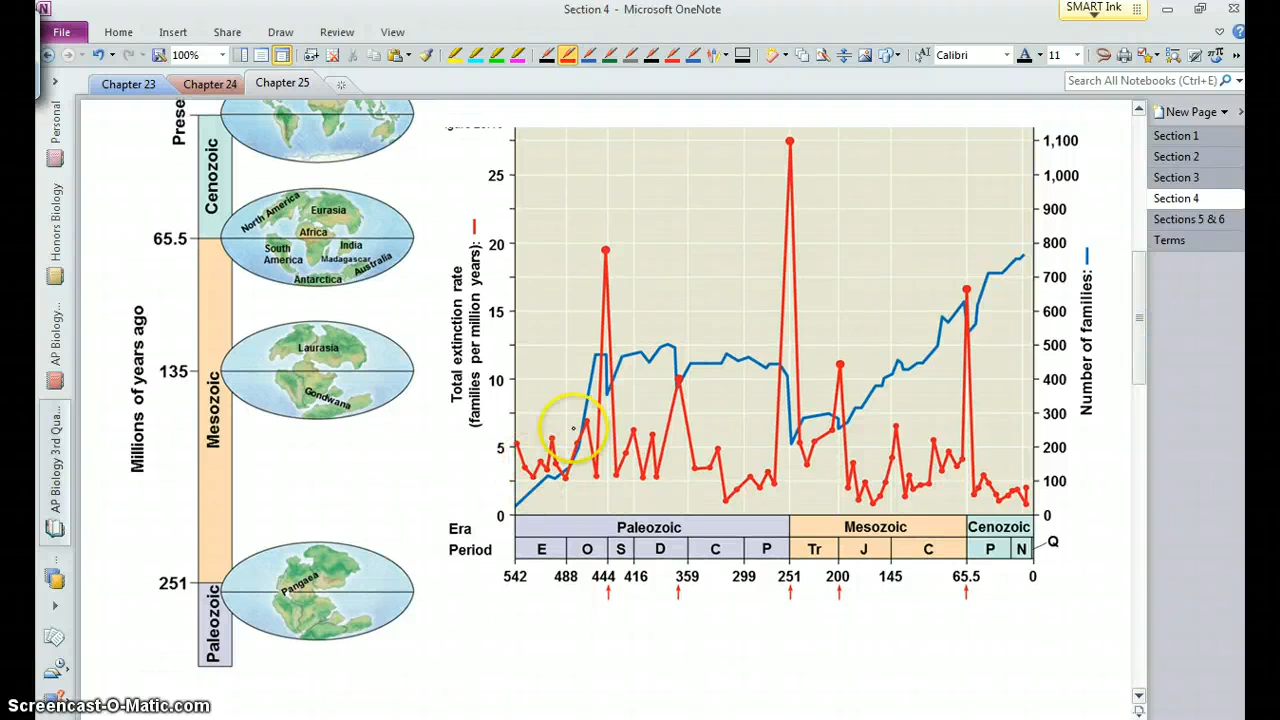 Section 4 - Microsoft OneNote
SMART Ink
File Home Insert Share Draw Review View
100%
Calibri
11
Chapter 23
Chapter 24
Chapter 25
Search All Notebooks (Ctrl+E)
New Page
Section 1
Section 2
Section 3
Section 4
Sections 5 & 6
Terms
Personal
Honors Biology
AP Biology...
AP Biology 3rd Qua...
Millions of years ago
Prese
Cenozoic
65.5
Mesozoic
135
251
Paleozoic
North America
Eurasia
Africa
South
America
India
Madagascar
Australia
Antarctica
Laurasia
Gondwana
Pangaea
Total extinction rate
(families per million years):
25
20
15
10
5
0
1,100
1,000
900
800
700
600
500
400
300
200
100
0
Number of families:
Era Paleozoic Mesozoic Cenozoic
Period E O S D C P Tr J C P N Q
542 488 444 416 359 299 251 200 145 65.5 0
Screencast-O-Matic.com